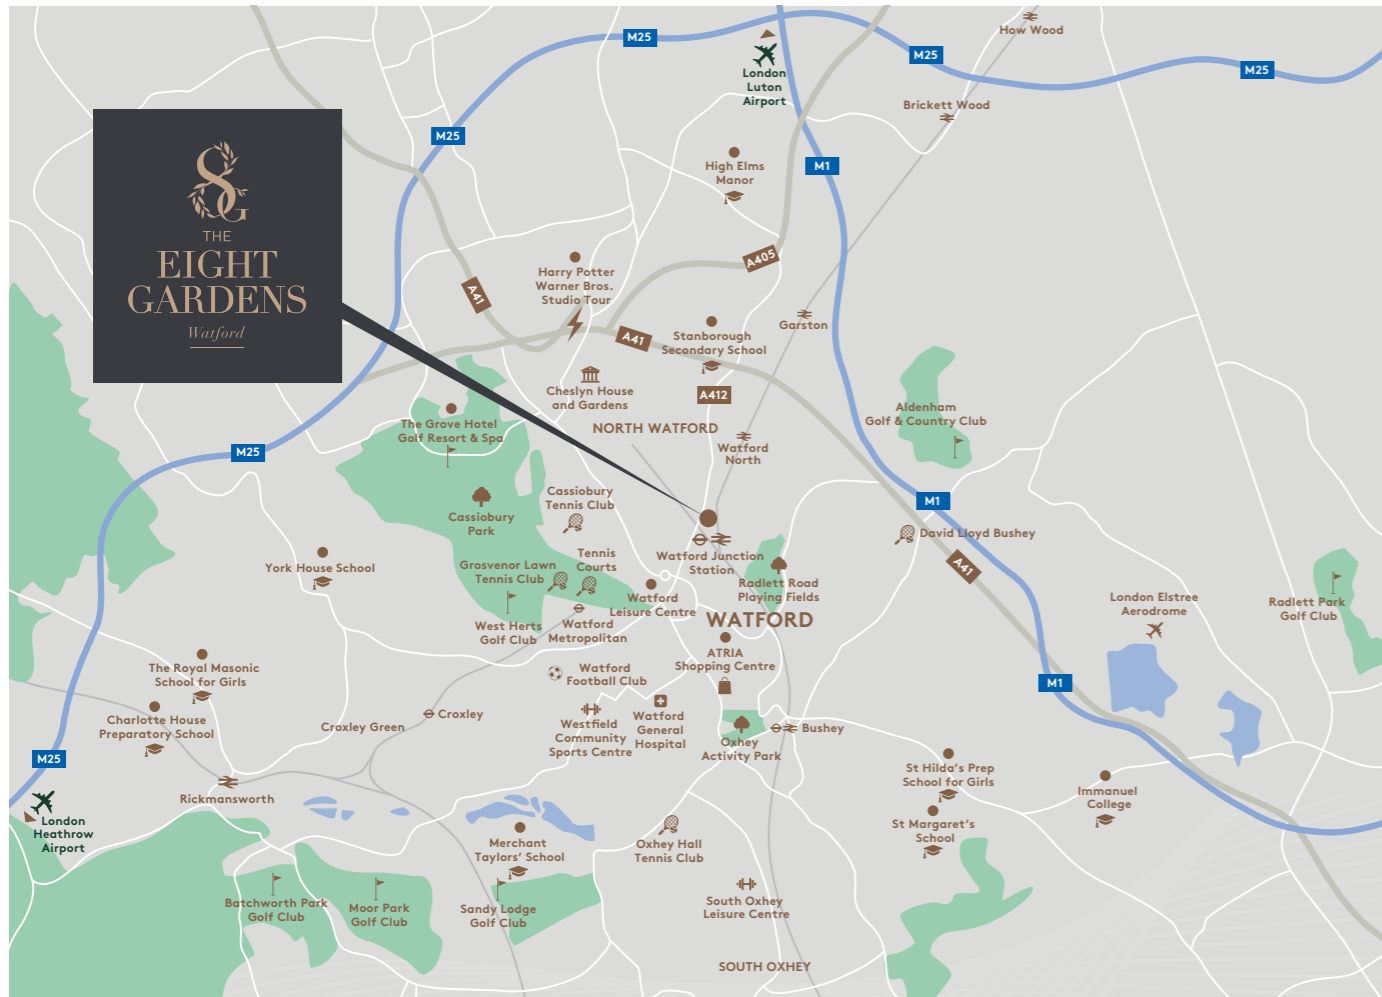 How Wood
M25
M25
M25
London
Luton
Airport
Brickett Wood
M25
M1
High Elms
Manor
8G
THE
EIGHT
GARDENS
Watford
A405
Harry Potter
Warner Bros.
Studio Tour
A41
Garston
A41
Stanborough
Secondary School
Cheslyn House
and Gardens
A412
The Grove Hotel
Golf Resort & Spa
NORTH WATFORD
Aldenham
Golf & Country Club
Watford
North
M25
Cassiobury
Tennis Club
M1
Cassiobury
Park
David Lloyd Bushey
Watford Junction
Station
Tennis
Courts
York House School
Grosvenor Lawn
Tennis Club
A41
Radlett Road
Playing Fields
Watford
Leisure Centre
London Elstree
Aerodrome
Radlett Park
Golf Club
West Herts
Golf Club
Watford
Metropolitan
WATFORD
ATRIA
Shopping Centre
The Royal Masonic
School for Girls
Watford
Football Club
M1
Charlotte House
Preparatory School
Croxley Green
Croxley
Westfield
Community
Sports Centre
Watford
General
Hospital
Oxhey
Activity Park
Bushey
M25
St Hilda's Prep
School for Girls
Immanuel
College
Rickmansworth
London
Heathrow
Airport
St Margaret's
School
Merchant
Taylors' School
Oxhey Hall
Tennis Club
Batchworth Park
Golf Club
Moor Park
Golf Club
Sandy Lodge
Golf Club
South Oxhey
Leisure Centre
SOUTH OXHEY